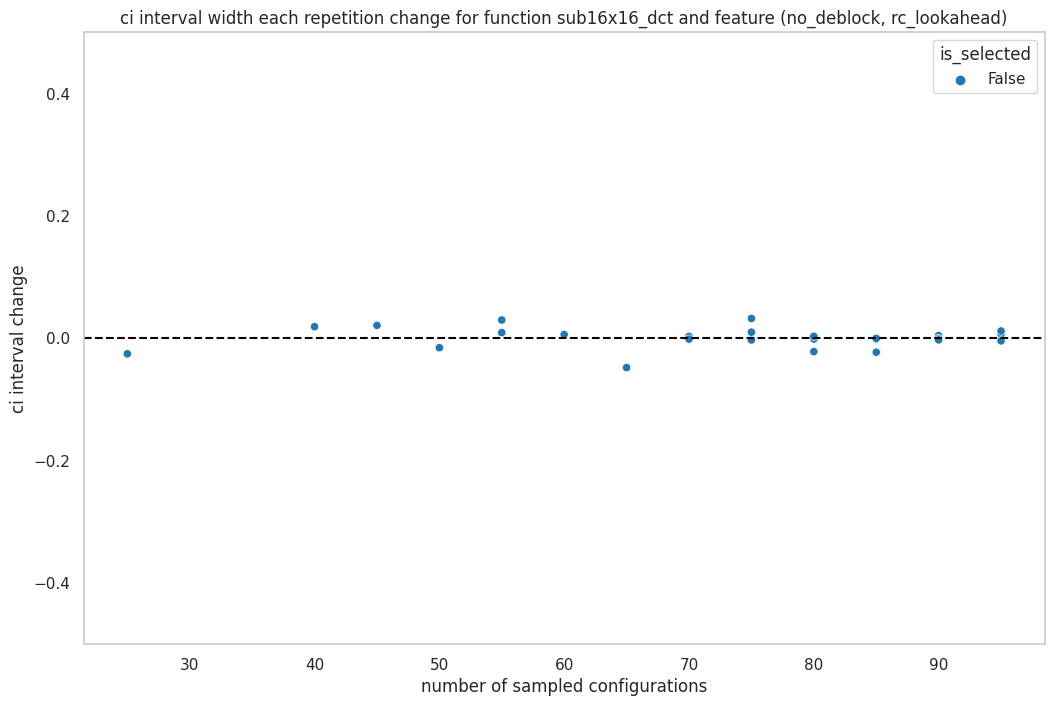 ci interval width each repetition change for function sub16x16_dct and feature (no_deblock, rc_lookahead)
is_selected
False
ci interval change
0.4
0.2
0.0
−0.2
−0.4
30 40 50 60 70 80 90
number of sampled configurations